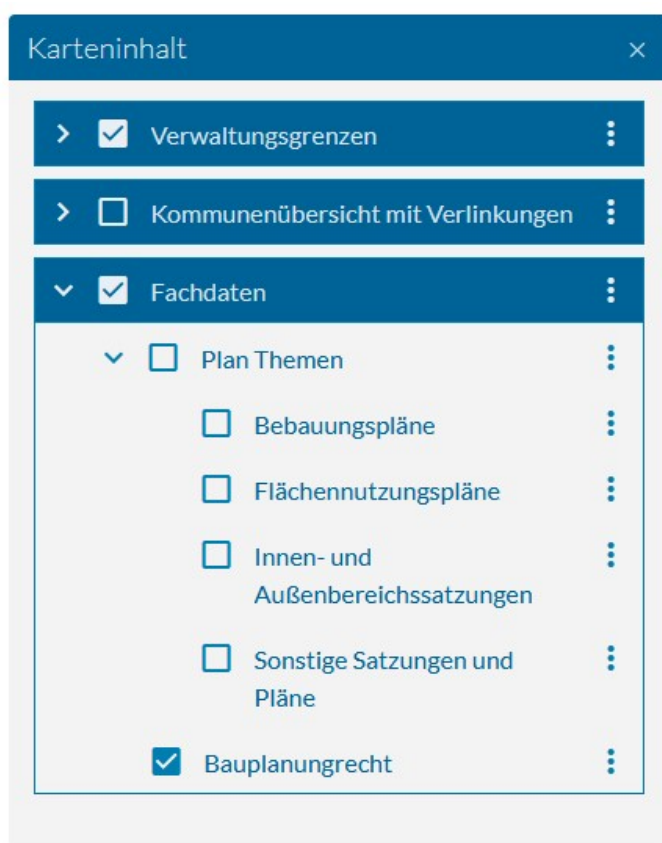 Karteninhalt
Verwaltungsgrenzen
Kommunenübersicht mit Verlinkungen
Fachdaten
Plan Themen
Bebauungspläne
Flächennutzungspläne
Innen- und
Außenbereichssatzungen
Sonstige Satzungen und
Pläne
Bauplanungrecht